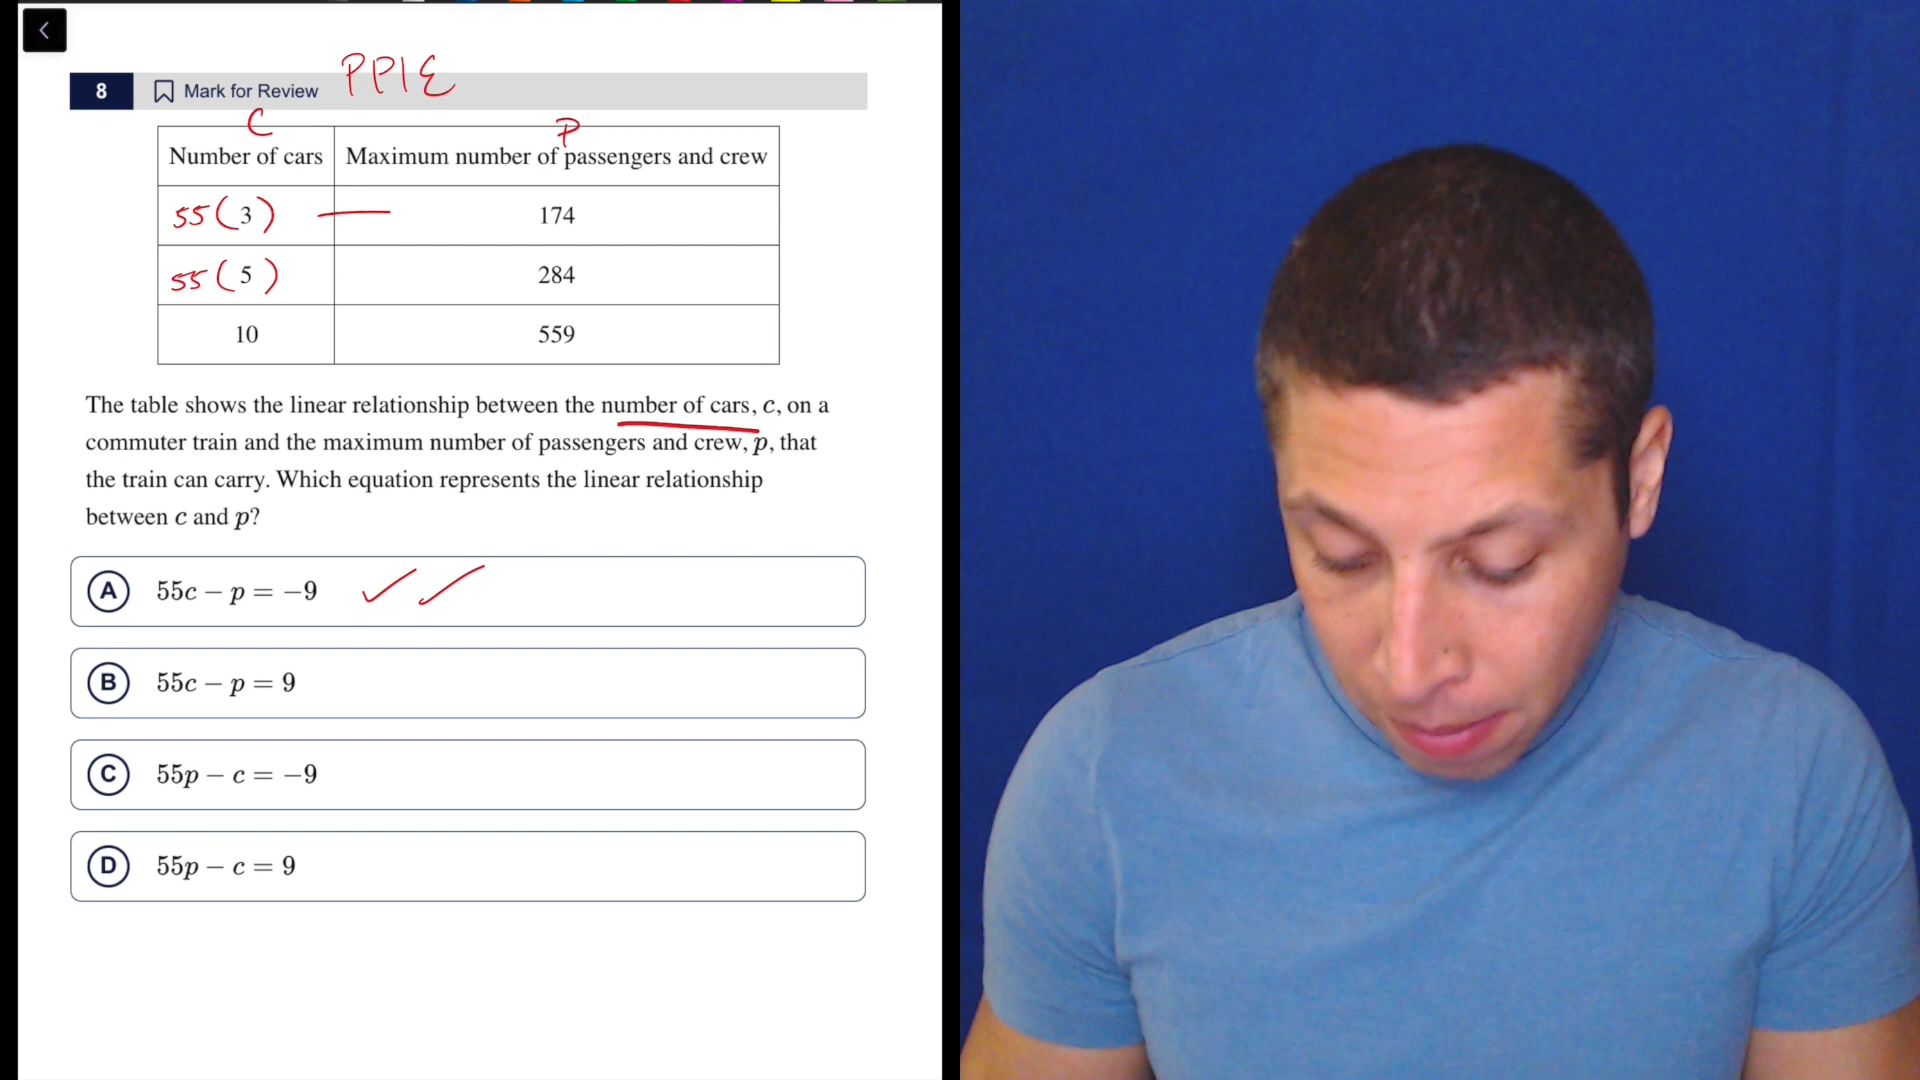 PPIE
8 Mark for Review
C P
Number of cars Maximum number of passengers and crew
55(3) — 174
55(5) 284
10 559
The table shows the linear relationship between the number of cars, c, on a
commuter train and the maximum number of passengers and crew, p, that
the train can carry. Which equation represents the linear relationship
between c and p?
A 55c − p = −9 ✓✓
B 55c − p = 9
C 55p − c = −9
D 55p − c = 9